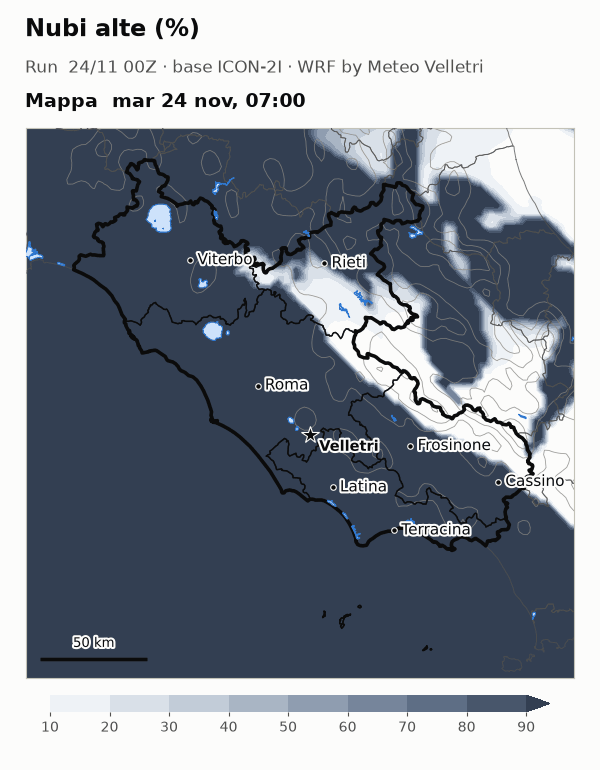 Nubi alte (%)
Run 24/11 00Z · base ICON-2I · WRF by Meteo Velletri
Mappa mar 24 nov, 07:00
Viterbo
Rieti
Roma
Velletri
Frosinone
Cassino
Latina
Terracina
50 km
10 20 30 40 50 60 70 80 90